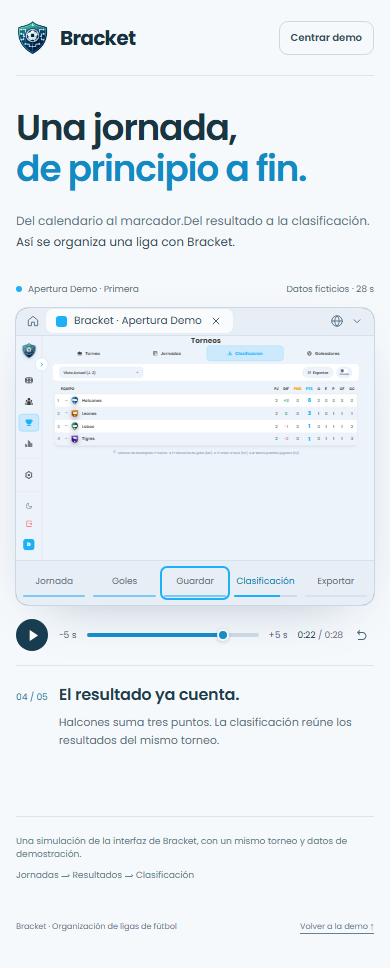 Bracket
Centrar demo
Una jornada,
de principio a fin.
Del calendario al marcador.Del resultado a la clasificación.
Así se organiza una liga con Bracket.
Apertura Demo · Primera
Datos ficticios · 28 s
Bracket · Apertura Demo
Torneos
Torneo
Jornadas
Clasificación
Goleadores
Exportar
EQUIPO
1 Halcones
2 Leones
3 Lobos
4 Tigres
Jornada
Goles
Guardar
Clasificación
Exportar
-5 s
+5 s
0:22 / 0:28
04 / 05
El resultado ya cuenta.
Halcones suma tres puntos. La clasificación reúne los
resultados del mismo torneo.
Una simulación de la interfaz de Bracket, con un mismo torneo y datos de
demostración.
Jornadas → Resultados → Clasificación
Bracket · Organización de ligas de fútbol
Volver a la demo ↑